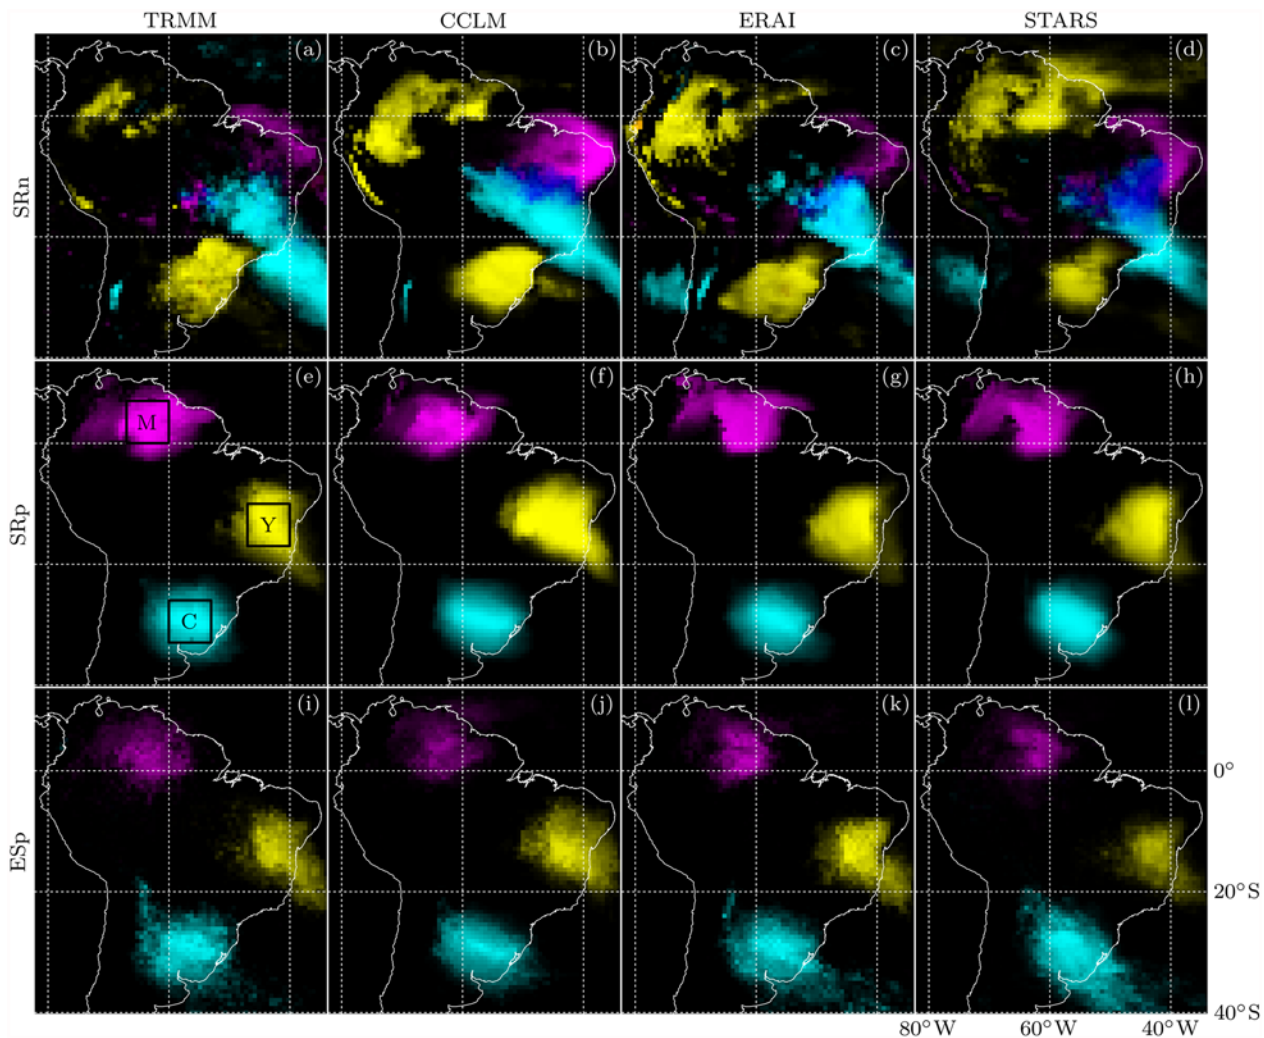 TRMM CCLM ERAI STARS
(a) (b) (c) (d)
SRn
(e) (f) (g) (h)
M
Y
SRp
C
(i) (j) (k) (l)
0°
ESp
20°S
40°S
80°W 60°W 40°W